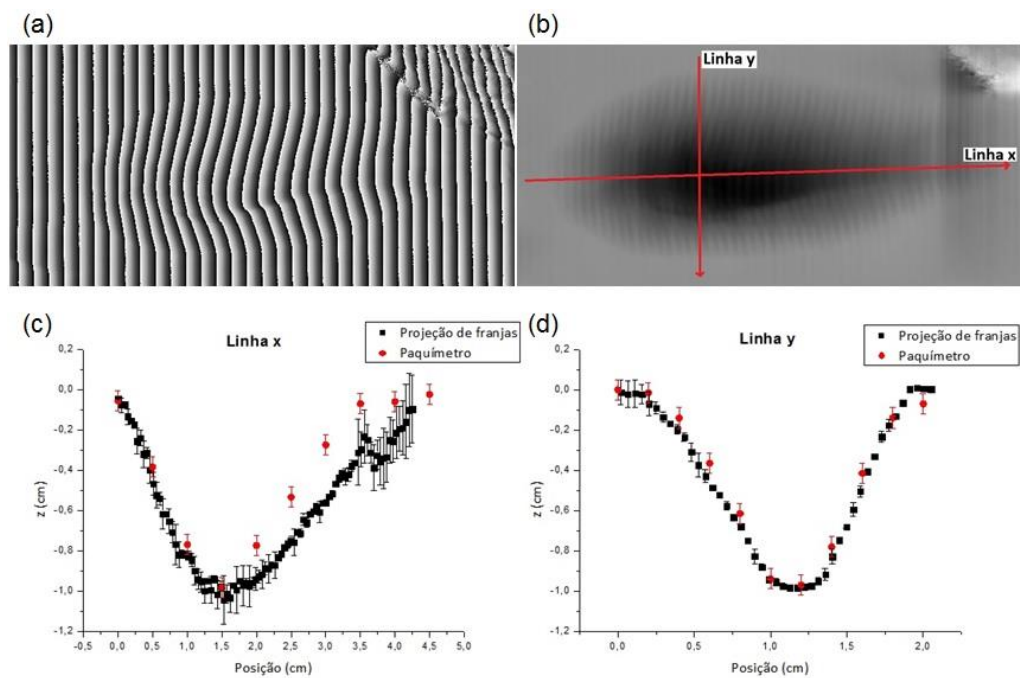 (a)
(b)
Linha y
Linha x
(c)
Linha x
Projeção de franjas
Paquímetro
0,2
0,0
-0,2
-0,4
-0,6
-0,8
-1,0
-1,2
z (cm)
-0,5 0,0 0,5 1,0 1,5 2,0 2,5 3,0 3,5 4,0 4,5 5,0
Posição (cm)
(d)
Linha y
Projeção de franjas
Paquímetro
0,2
0,0
-0,2
-0,4
-0,6
-0,8
-1,0
-1,2
z (cm)
0,0 0,5 1,0 1,5 2,0
Posição (cm)